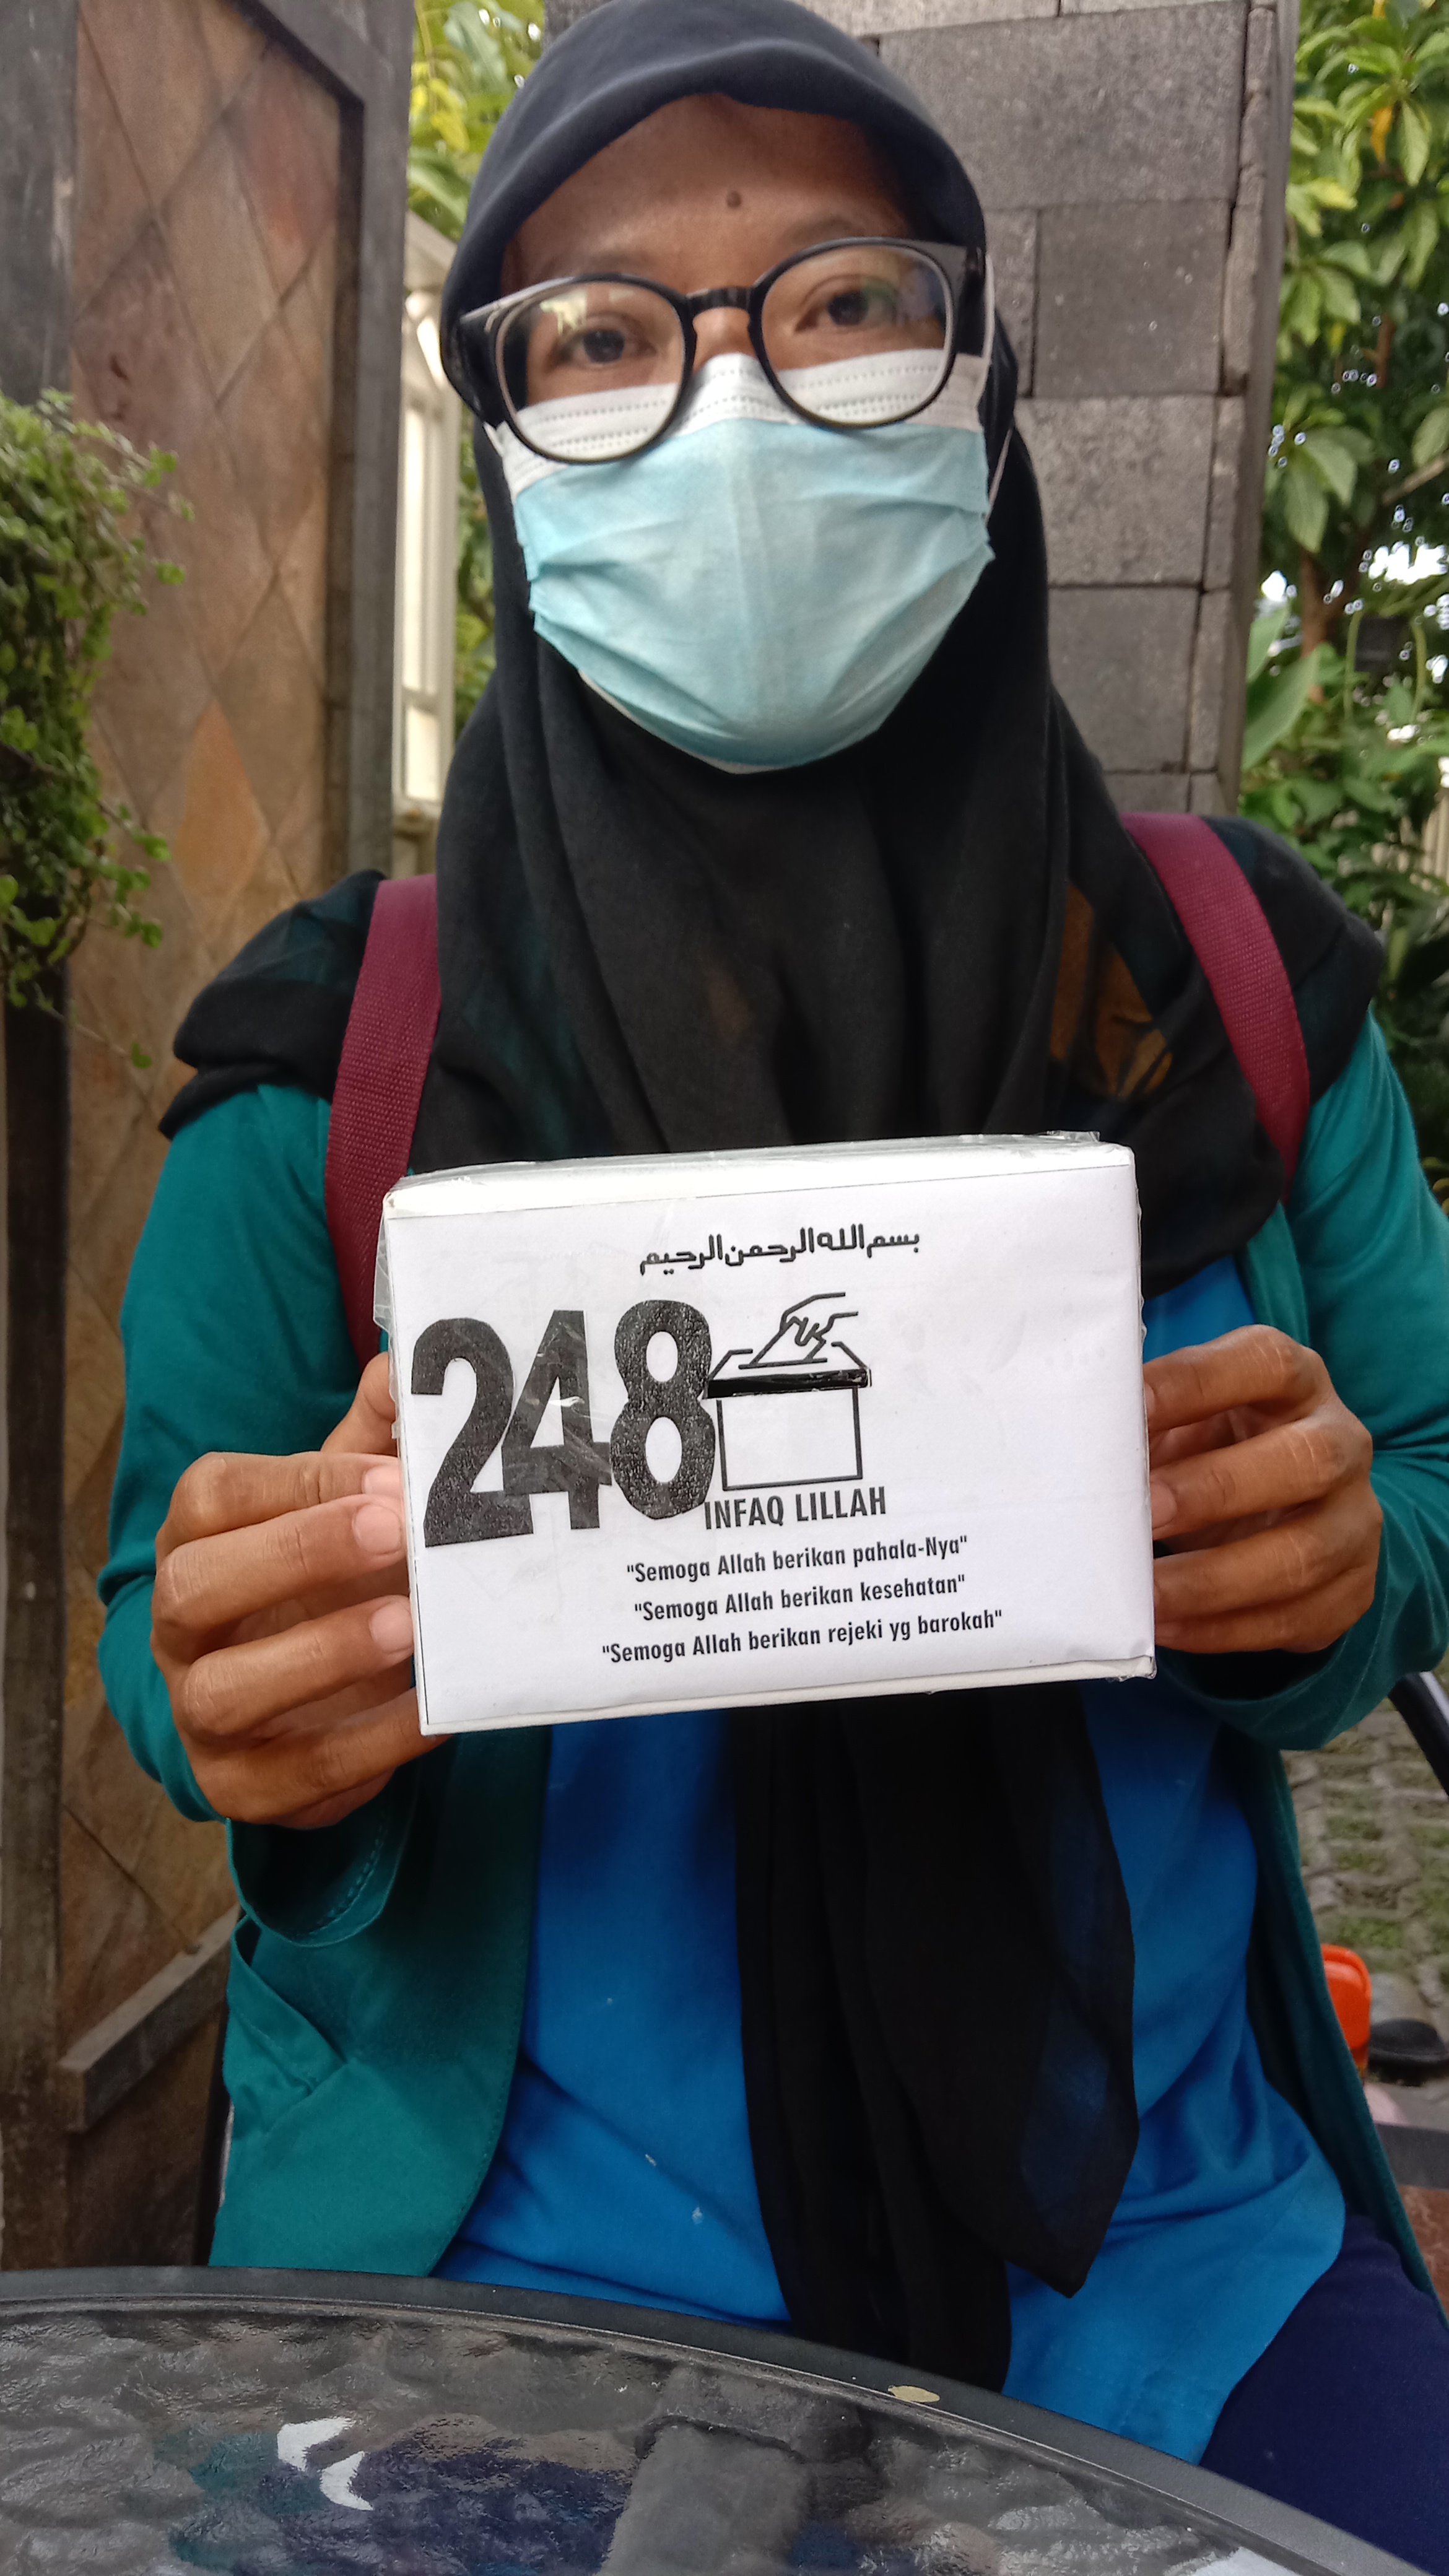 بسم الله الرحمن الرحيم
248
INFAQ LILLAH
"Semoga Allah berikan pahala-Nya"
"Semoga Allah berikan kesehatan"
"Semoga Allah berikan rejeki yg barokah"